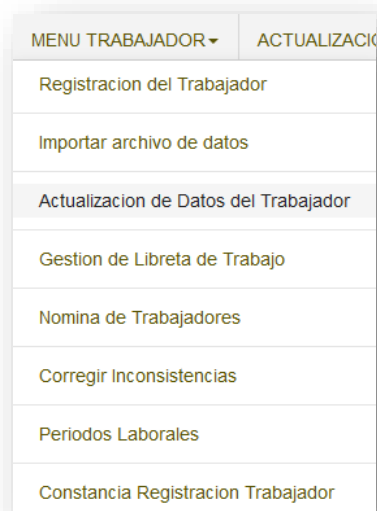 MENU TRABAJADOR ACTUALIZACIO
Registracion del Trabajador
Importar archivo de datos
Actualizacion de Datos del Trabajador
Gestion de Libreta de Trabajo
Nomina de Trabajadores
Corregir Inconsistencias
Periodos Laborales
Constancia Registracion Trabajador